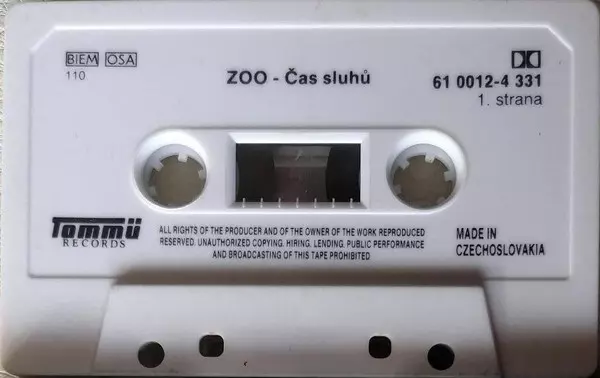 BIEM OSA
110
ZOO - Čas sluhů
61 0012-4 331
1. strana
Tommü
RECORDS
ALL RIGHTS OF THE PRODUCER AND OF THE OWNER OF THE WORK REPRODUCED
RESERVED. UNAUTHORIZED COPYING. HIRING. LENDING. PUBLIC PERFORMANCE
AND BROADCASTING OF THIS TAPE PROHIBITED
MADE IN
CZECHOSLOVAKIA